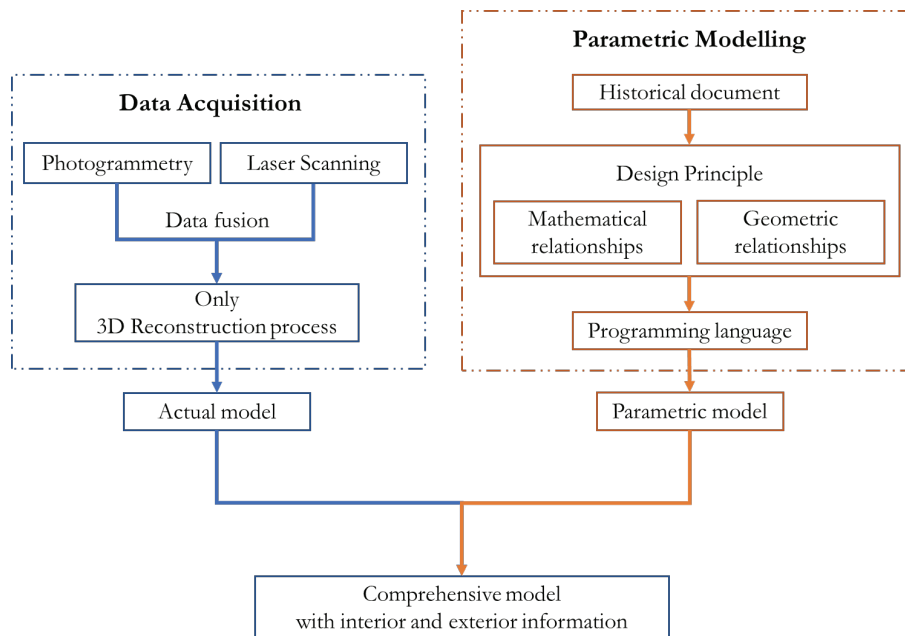 Data Acquisition
Photogrammetry
Laser Scanning
Data fusion
Only
3D Reconstruction process
Actual model
Parametric Modelling
Historical document
Design Principle
Mathematical
relationships
Geometric
relationships
Programming language
Parametric model
Comprehensive model
with interior and exterior information